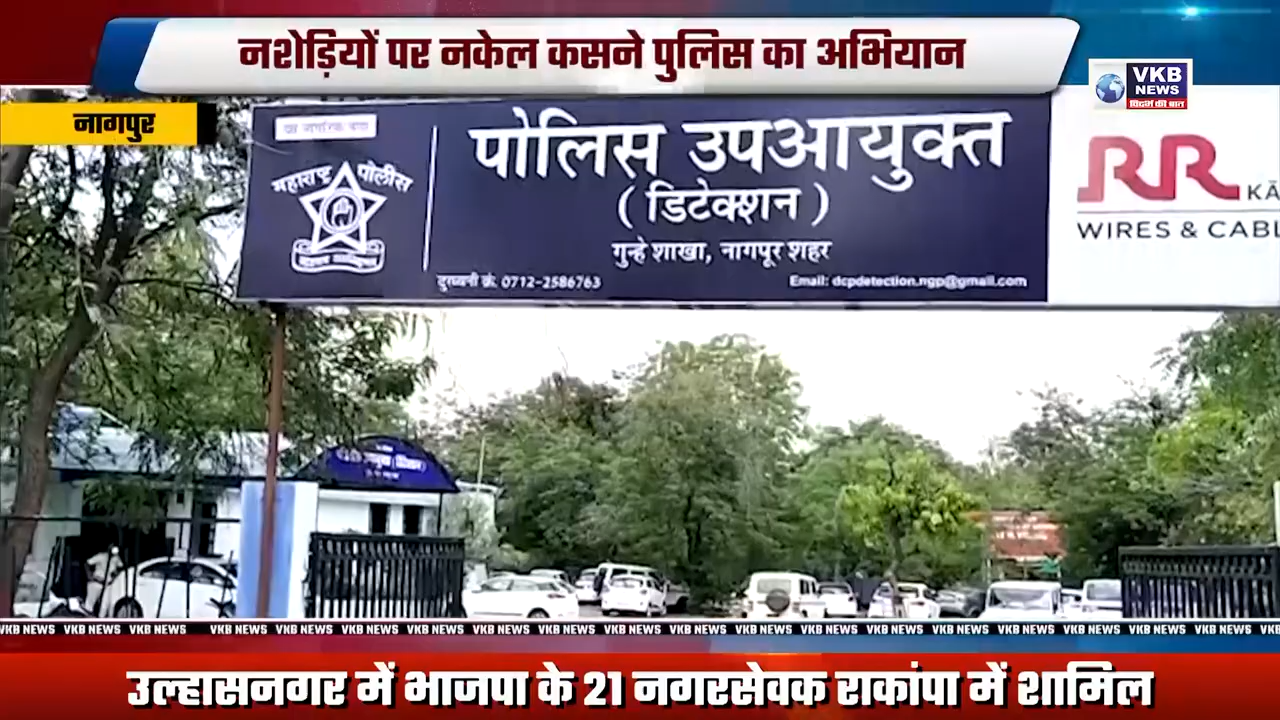 नशेड़ियों पर नकेल कसने पुलिस का अभियान
VKB
NEWS
विदर्भ की बात
नागपुर
महाराष्ट्र पोलीस
पोलिस उपआयुक्त
( डिटेक्शन )
गुन्हे शाखा, नागपूर शहर
दुरध्वनी क्रं. 0712-2586763
Email: dcpdetection.ngp@gmail.com
RR KĀ
WIRES & CABL
VKB NEWS VKB NEWS VKB NEWS VKB NEWS VKB NEWS VKB NEWS VKB NEWS VKB NEWS VKB NEWS VKB NEWS VKB NEWS VKB NEWS VKB NEWS VKB NEWS VKB NEWS VKB NEWS VKB NEWS VKB NEWS VKB NEWS VK
उल्हासनगर में भाजपा के 21 नगरसेवक राकांपा में शामिल